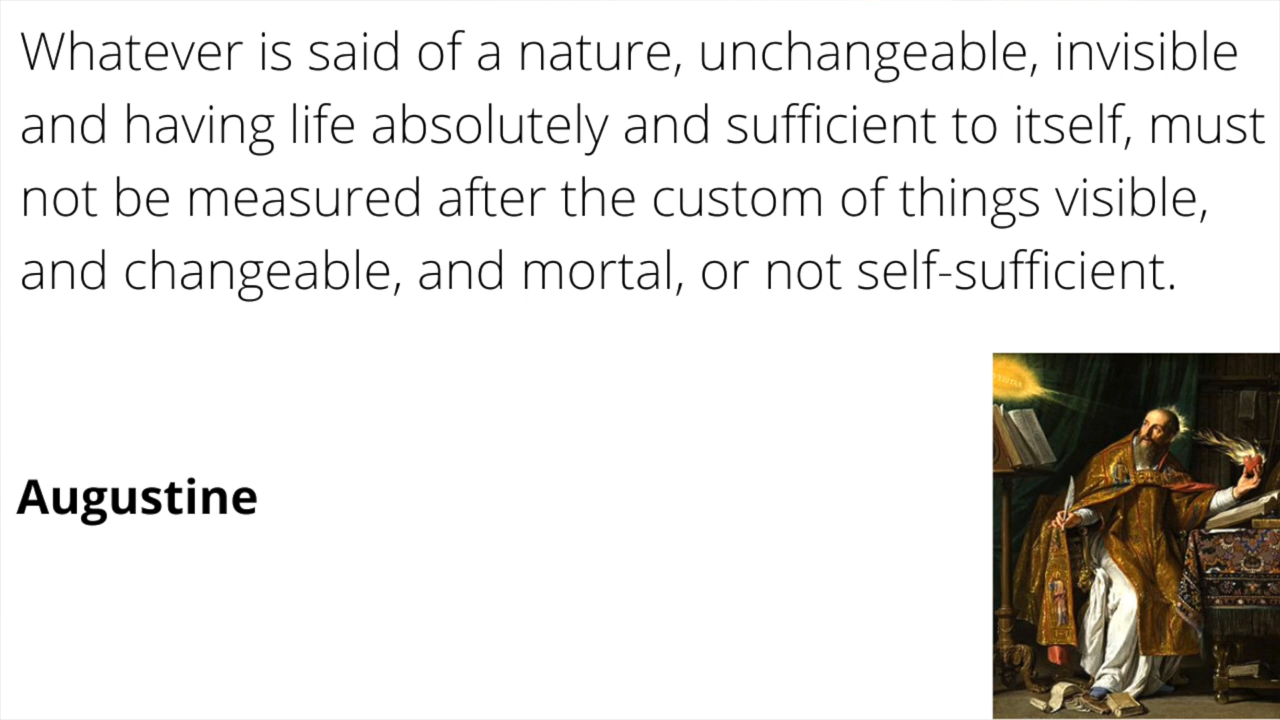 Whatever is said of a nature, unchangeable, invisible
and having life absolutely and sufficient to itself, must
not be measured after the custom of things visible,
and changeable, and mortal, or not self-sufficient.
Augustine
VERITAS